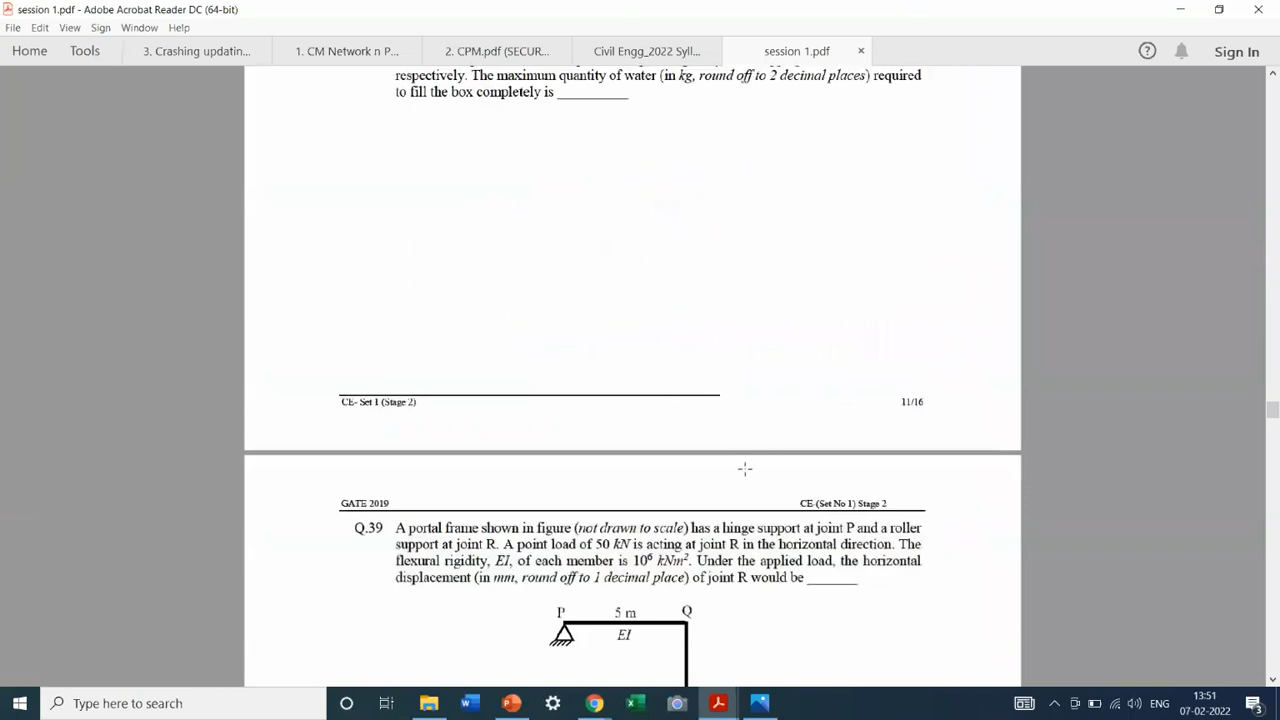 session 1.pdf - Adobe Acrobat Reader DC (64-bit)
File Edit View Sign Window Help
Home Tools 3. Crashing updatin... 1. CM Network n P... 2. CPM.pdf (SECUR... Civil Engg_2022 Syll... session 1.pdf × Sign In
respectively. The maximum quantity of water (in kg, round off to 2 decimal places) required
to fill the box completely is __________
CE- Set 1 (Stage 2) 11/16
GATE 2019 CE-(Set No 1) Stage 2
Q.39 A portal frame shown in figure (not drawn to scale) has a hinge support at joint P and a roller
support at joint R. A point load of 50 kN is acting at joint R in the horizontal direction. The
flexural rigidity, EI, of each member is 10⁶ kNm². Under the applied load, the horizontal
displacement (in mm, round off to 1 decimal place) of joint R would be _______
P 5 m Q
EI
Type here to search
ENG
13:51
07-02-2022
3